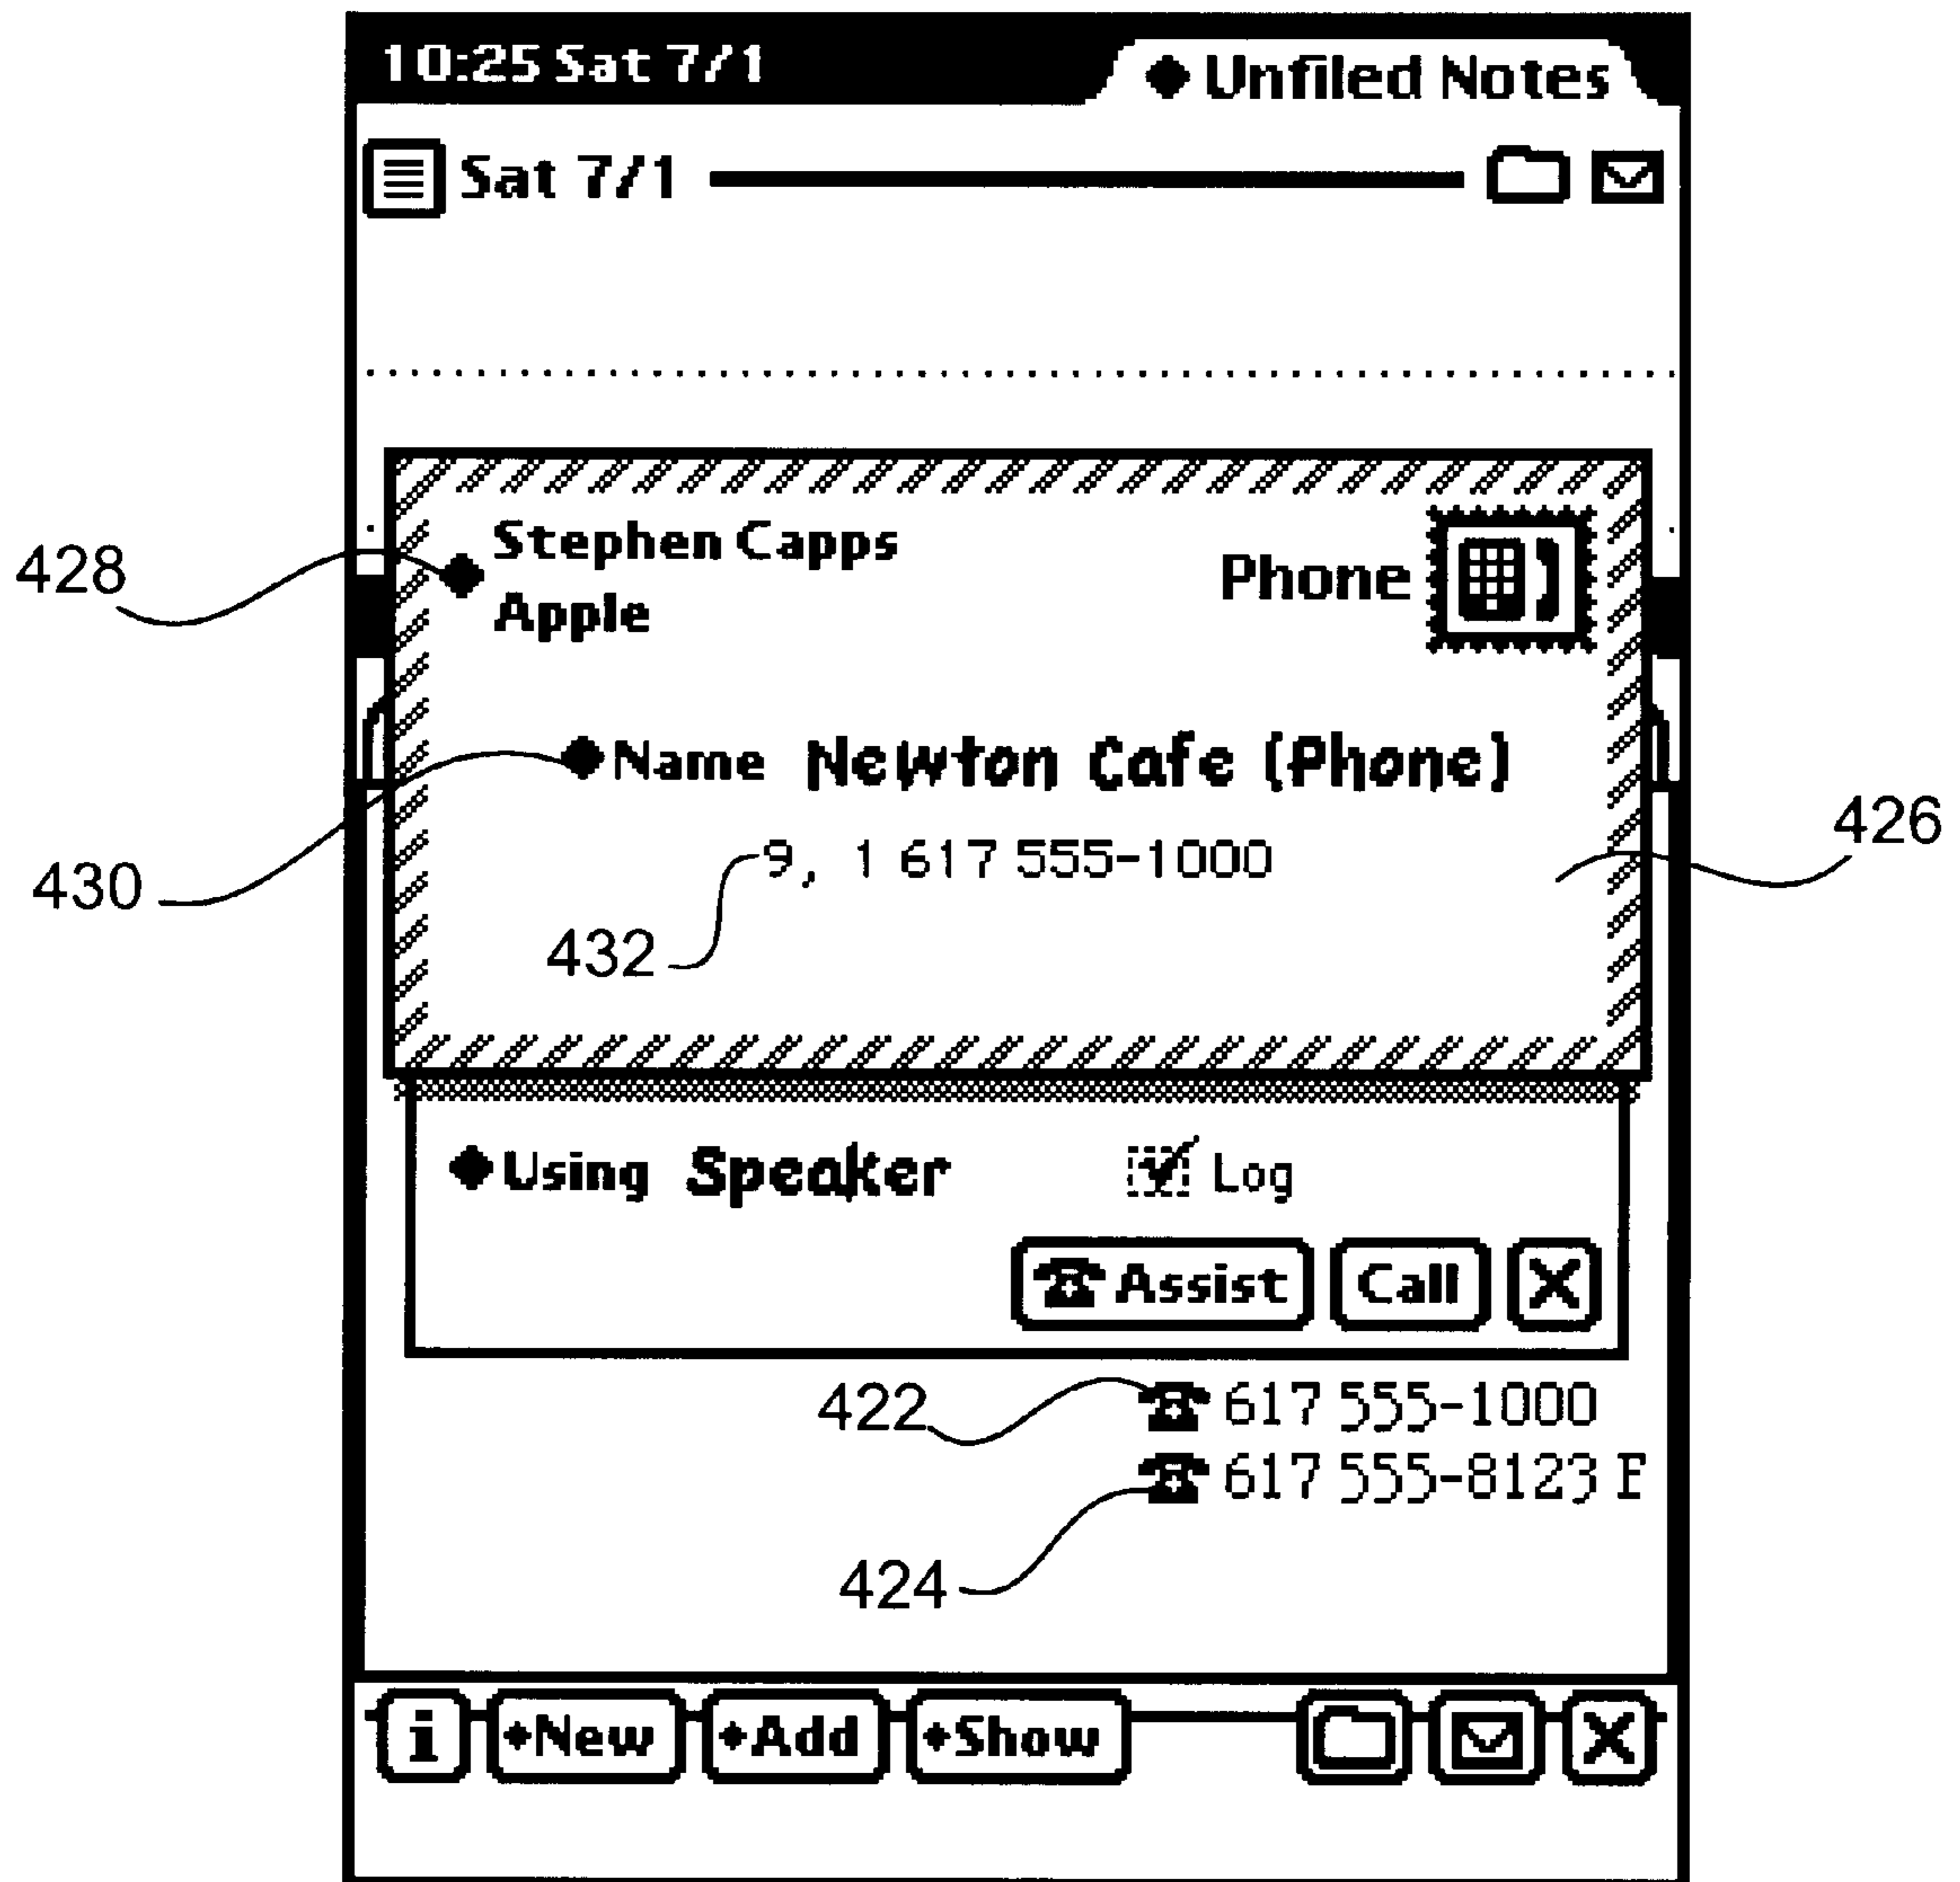 10:25 Sat 7/1
Unfiled Notes
Sat 7/1
428
Stephen Capps
Apple
Phone
Name Newton Cafe (Phone)
426
9, 1 617 555-1000
430
432
Using Speaker
Log
Assist Call X
422
617 555-1000
617 555-8123 F
424
i New Add Show X